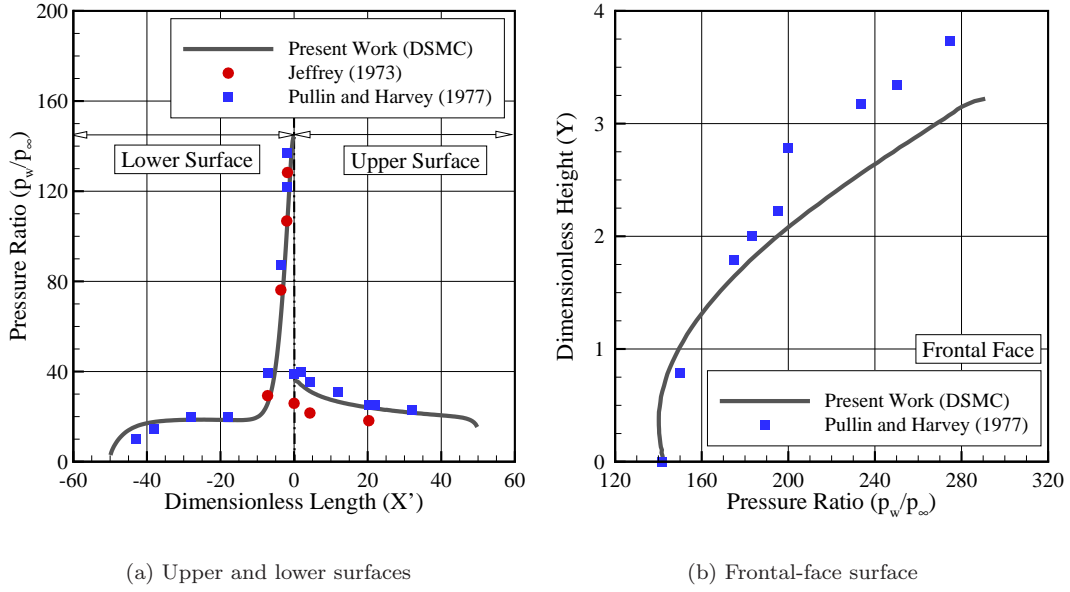 200
160
120
80
40
0
-60
-40
-20
0
20
40
60
Pressure Ratio (p_w/p_∞)
Dimensionless Length (X’)
Present Work (DSMC)
Jeffrey (1973)
Pullin and Harvey (1977)
Lower Surface
Upper Surface
(a) Upper and lower surfaces
4
3
2
1
0
120
160
200
240
280
320
Dimensionless Height (Y)
Pressure Ratio (p_w/p_∞)
Frontal Face
Present Work (DSMC)
Pullin and Harvey (1977)
(b) Frontal-face surface